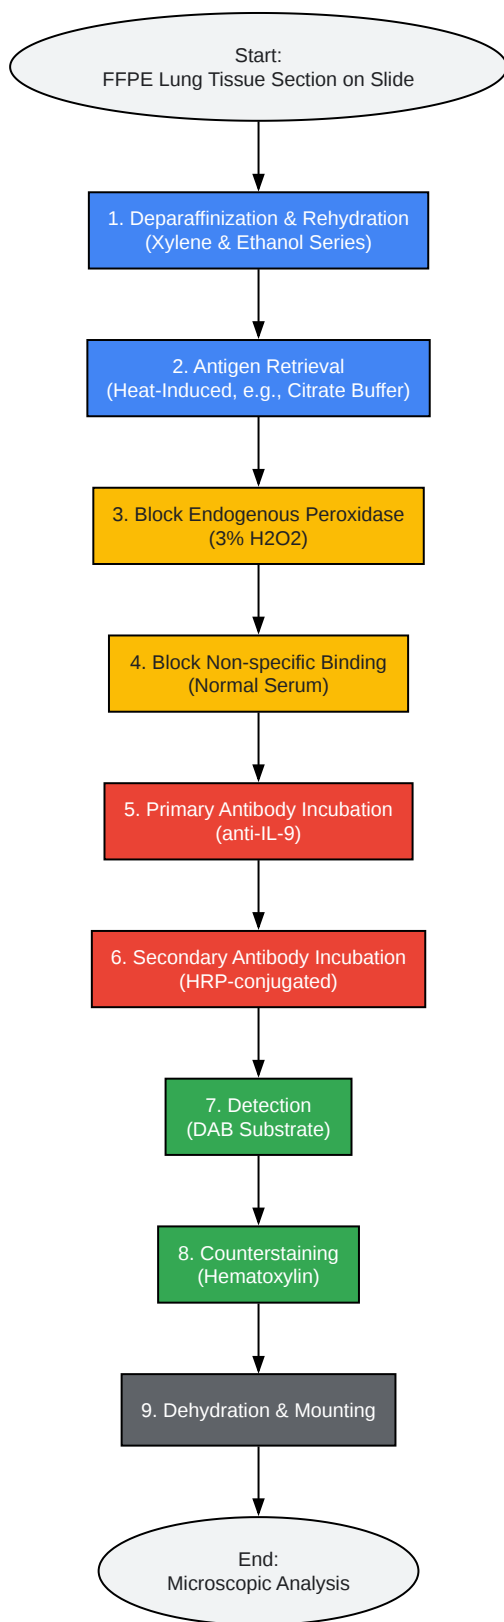 Start:
FFPE Lung Tissue Section on Slide
1. Deparaffinization & Rehydration
(Xylene & Ethanol Series)
2. Antigen Retrieval
(Heat-Induced, e.g., Citrate Buffer)
3. Block Endogenous Peroxidase
(3% H2O2)
4. Block Non-specific Binding
(Normal Serum)
5. Primary Antibody Incubation
(anti-IL-9)
6. Secondary Antibody Incubation
(HRP-conjugated)
7. Detection
(DAB Substrate)
8. Counterstaining
(Hematoxylin)
9. Dehydration & Mounting
End:
Microscopic Analysis